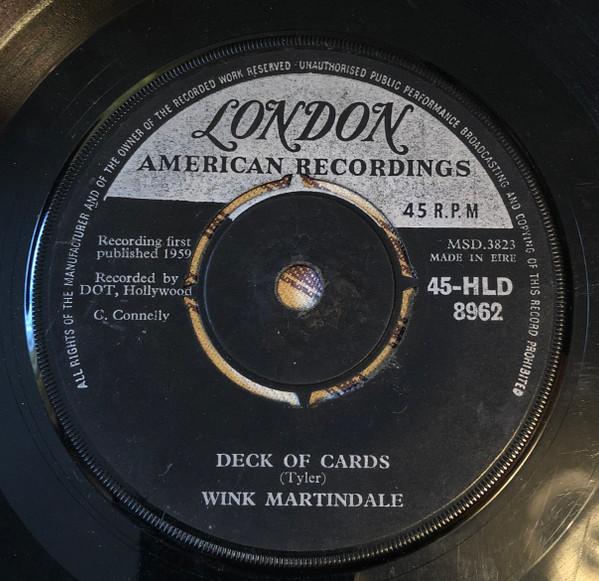 ALL RIGHTS OF THE MANUFACTURER AND OF THE OWNER OF THE RECORDED WORK RESERVED · UNAUTHORISED PUBLIC PERFORMANCE BROADCASTING AND COPYING OF THIS RECORD PROHIBITED
LONDON
AMERICAN RECORDINGS
45 R.P.M
Recording first
published 1959
Recorded by
DOT, Hollywood
C. Connelly
MSD.3823
MADE IN EIRE
45-HLD
8962
DECK OF CARDS
(Tyler)
WINK MARTINDALE